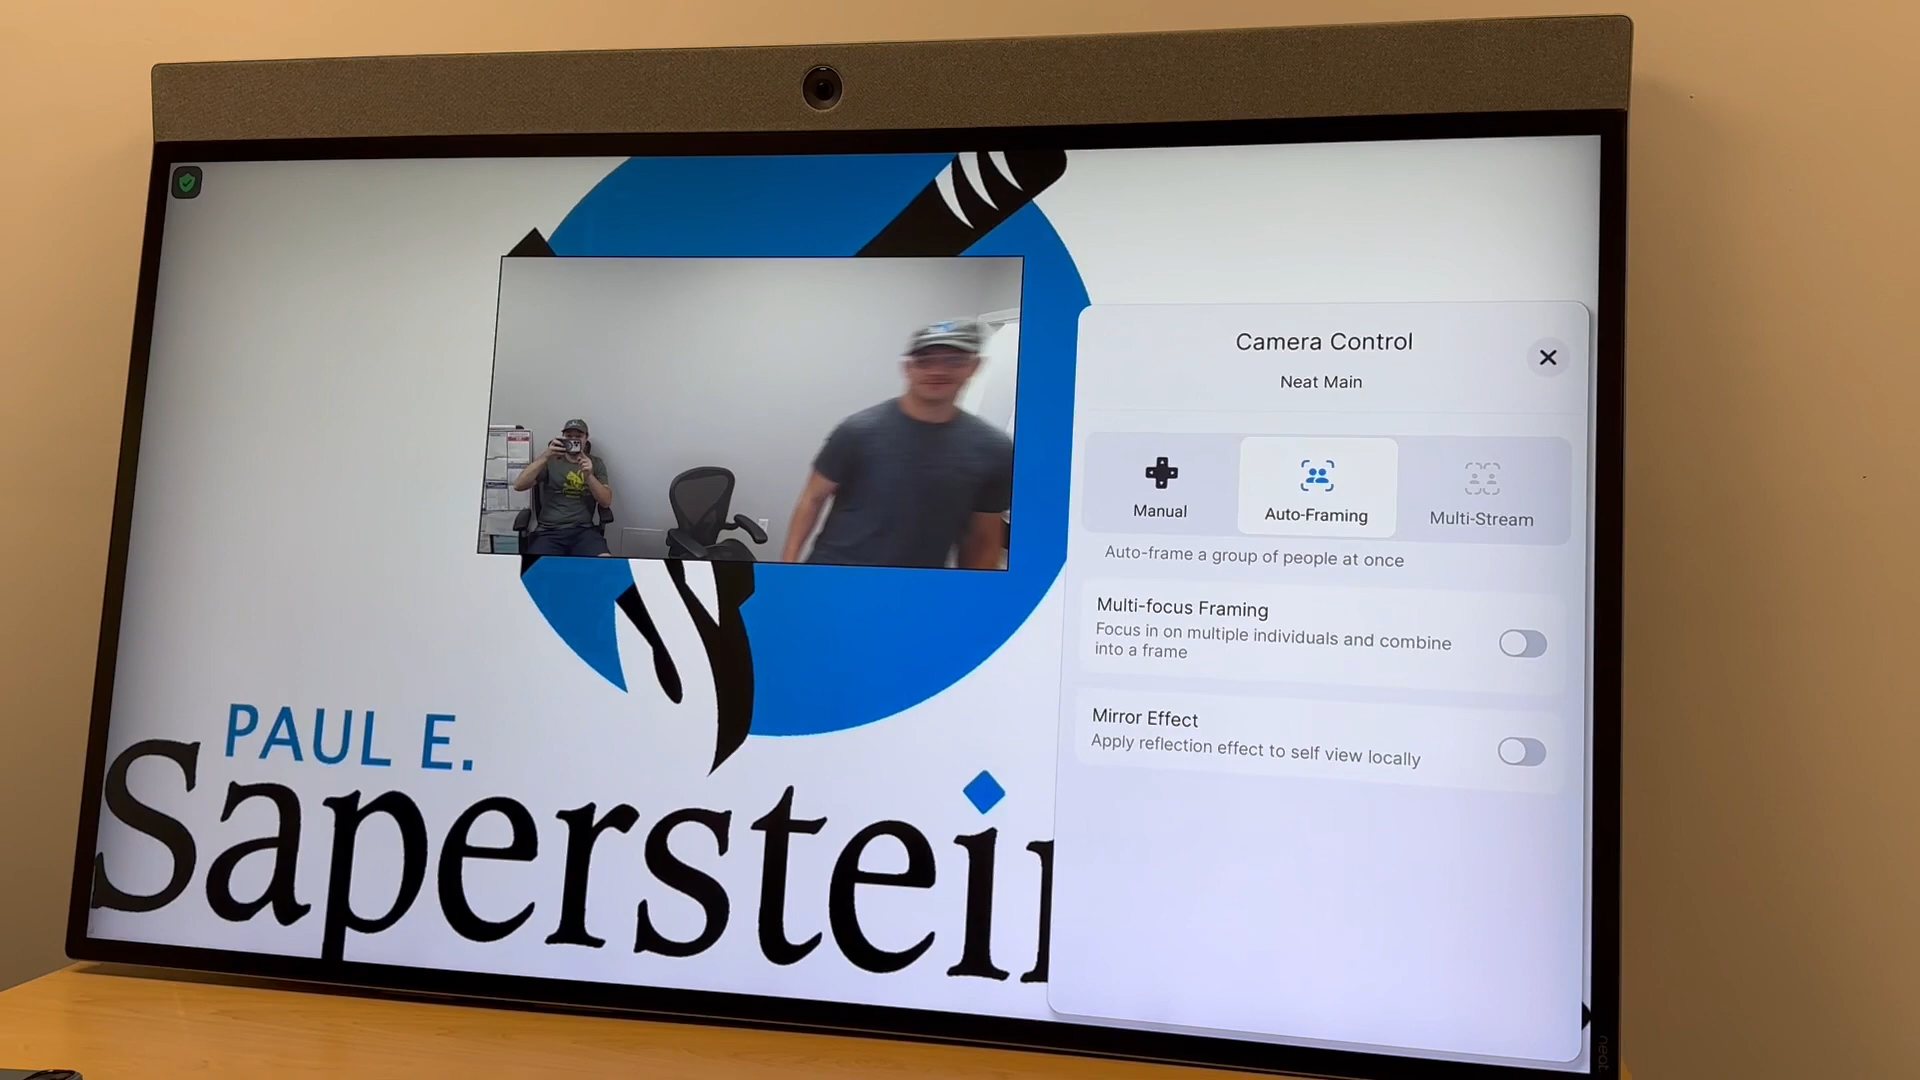 Camera Control
Neat Main
Manual
Auto-Framing
Multi-Stream
Auto-frame a group of people at once
Multi-focus Framing
Focus in on multiple individuals and combine
into a frame
Mirror Effect
Apply reflection effect to self view locally
PAUL E.
Saperstein
neat